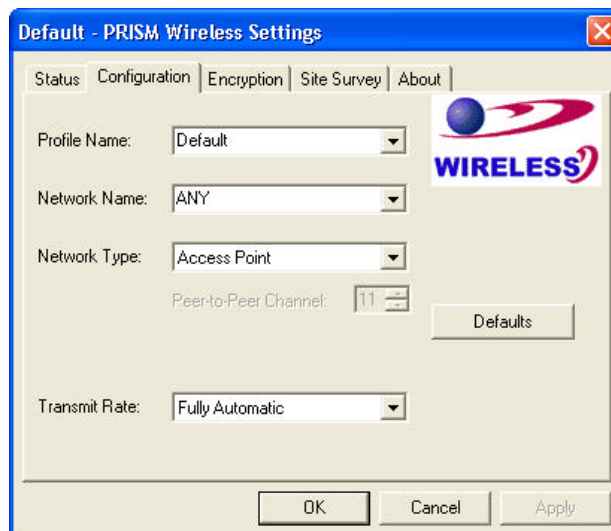 Default - PRISM Wireless Settings
Status Configuration Encryption Site Survey About
WIRELESS
Profile Name: Default
Network Name: ANY
Network Type: Access Point
Peer-to-Peer Channel: 11
Defaults
Transmit Rate: Fully Automatic
OK Cancel Apply